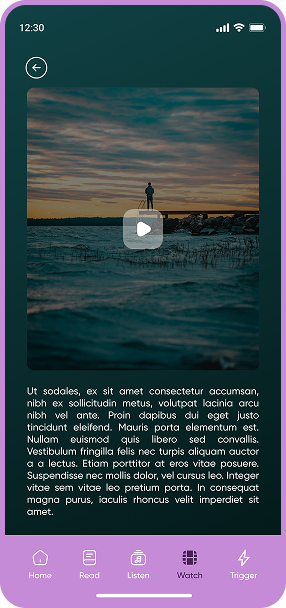 12:30
Ut sodales, ex sit amet consectetur accumsan,
nibh ex sollicitudin metus, volutpat lacinia arcu
nibh vel ante. Proin dapibus dui eget justo
tincidunt eleifend. Mauris porta elementum est.
Nullam euismod quis libero sed convallis.
Vestibulum fringilla felis nec turpis aliquam auctor
a a lectus. Etiam porttitor at eros vitae posuere.
Suspendisse nec mollis dolor, vel cursus leo. Integer
vitae sem vitae leo pretium porta. In consequat
magna purus, iaculis rhoncus velit imperdiet sit
amet.
Home Read Listen Watch Trigger